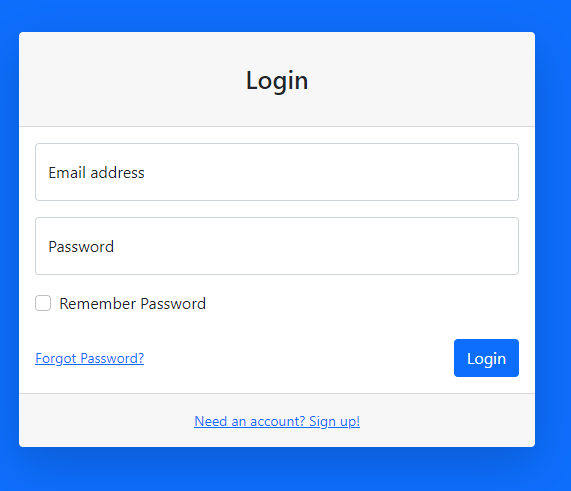 Login
Email address
Password
Remember Password
Forgot Password?
Login
Need an account? Sign up!